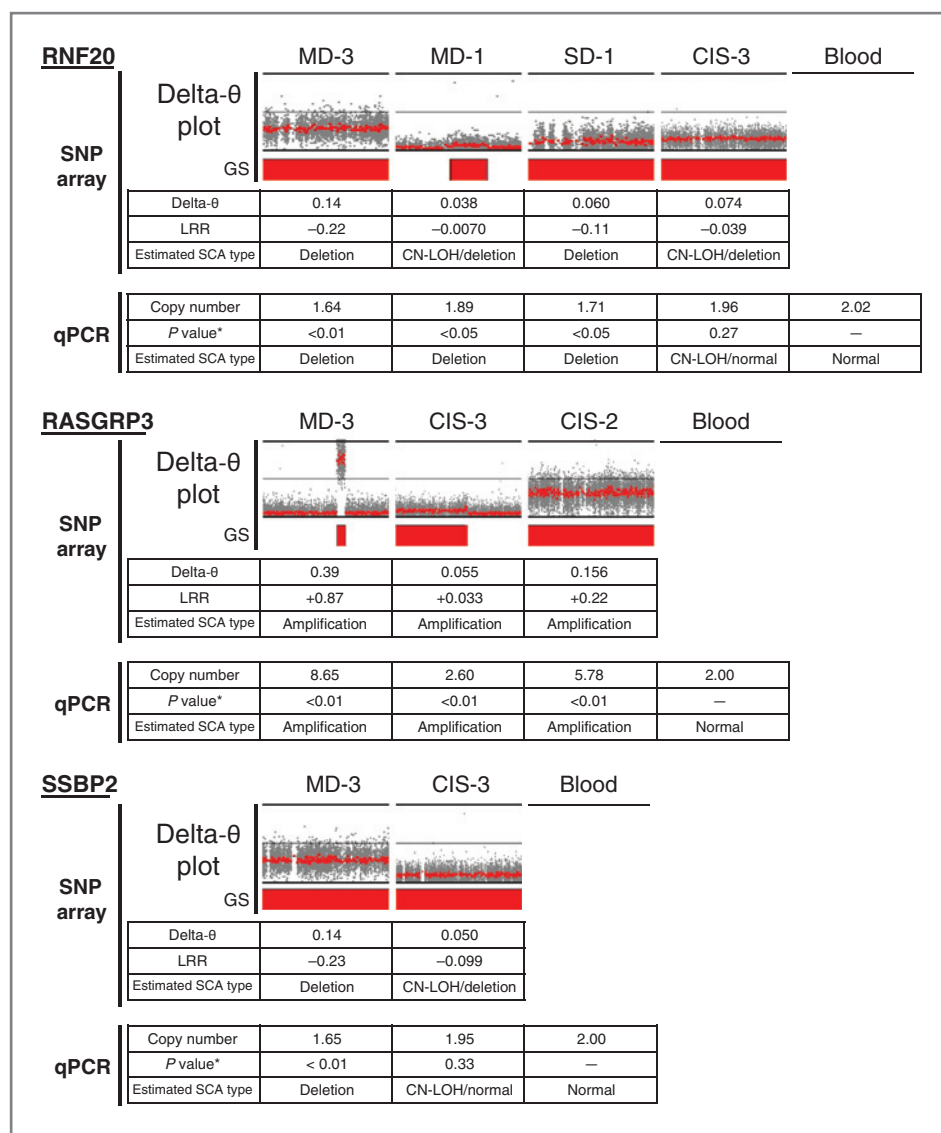 RNF20 MD-3 MD-1 SD-1 CIS-3 Blood
Delta-θ
plot
SNP
array
GS
Delta-θ 0.14 0.038 0.060 0.074
LRR −0.22 −0.0070 −0.11 −0.039
Estimated SCA type Deletion CN-LOH/deletion Deletion CN-LOH/deletion
qPCR
Copy number 1.64 1.89 1.71 1.96 2.02
P value* <0.01 <0.05 <0.05 0.27 —
Estimated SCA type Deletion Deletion Deletion CN-LOH/normal Normal
RASGRP3 MD-3 CIS-3 CIS-2 Blood
Delta-θ
plot
SNP
array
GS
Delta-θ 0.39 0.055 0.156
LRR +0.87 +0.033 +0.22
Estimated SCA type Amplification Amplification Amplification
qPCR
Copy number 8.65 2.60 5.78 2.00
P value* <0.01 <0.01 <0.01 —
Estimated SCA type Amplification Amplification Amplification Normal
SSBP2 MD-3 CIS-3 Blood
Delta-θ
plot
SNP
array
GS
Delta-θ 0.14 0.050
LRR −0.23 −0.099
Estimated SCA type Deletion CN-LOH/deletion
qPCR
Copy number 1.65 1.95 2.00
P value* < 0.01 0.33 —
Estimated SCA type Deletion CN-LOH/normal Normal